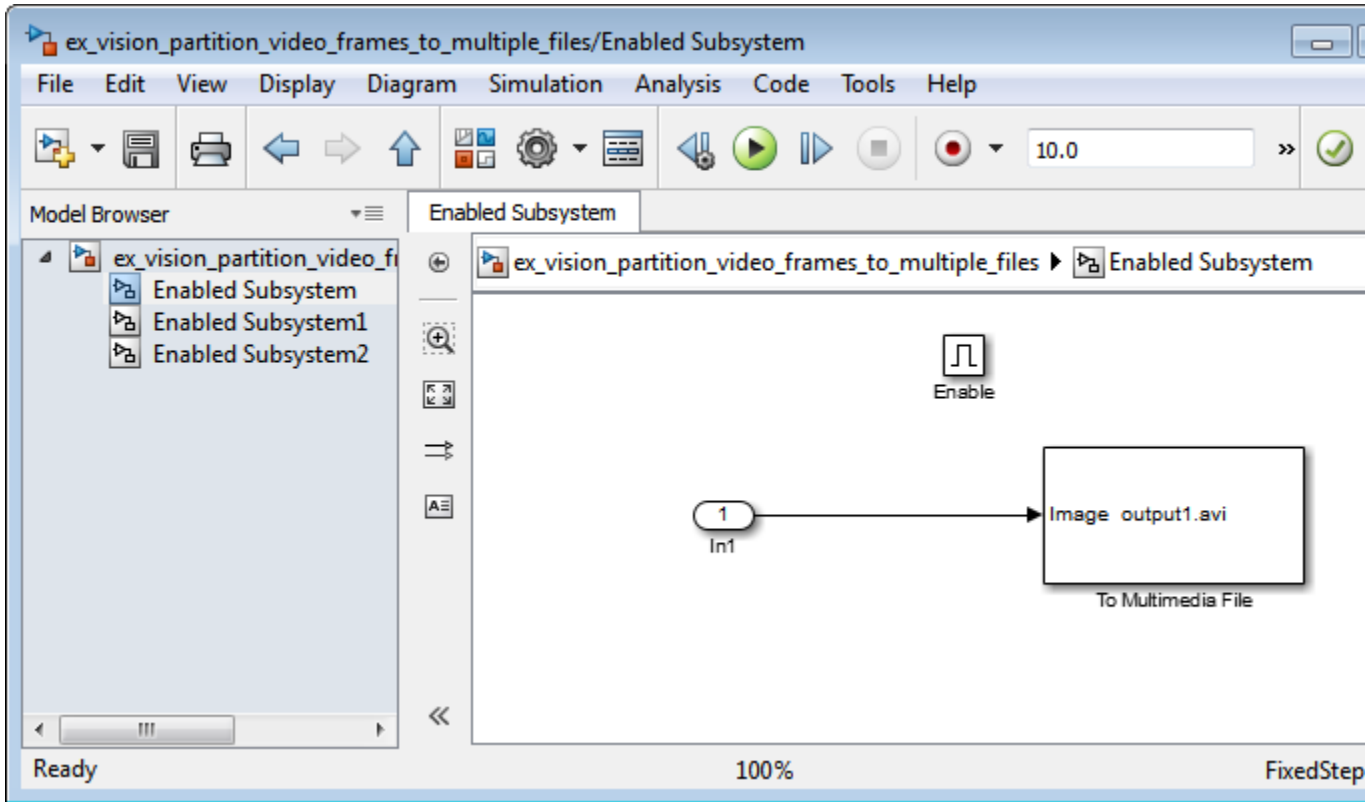 ex_vision_partition_video_frames_to_multiple_files/Enabled Subsystem
File Edit View Display Diagram Simulation Analysis Code Tools Help
10.0 »
Model Browser
Enabled Subsystem
ex_vision_partition_video_fr
Enabled Subsystem
Enabled Subsystem1
Enabled Subsystem2
ex_vision_partition_video_frames_to_multiple_files Enabled Subsystem
Enable
1
In1
Image output1.avi
To Multimedia File
Ready 100% FixedStep